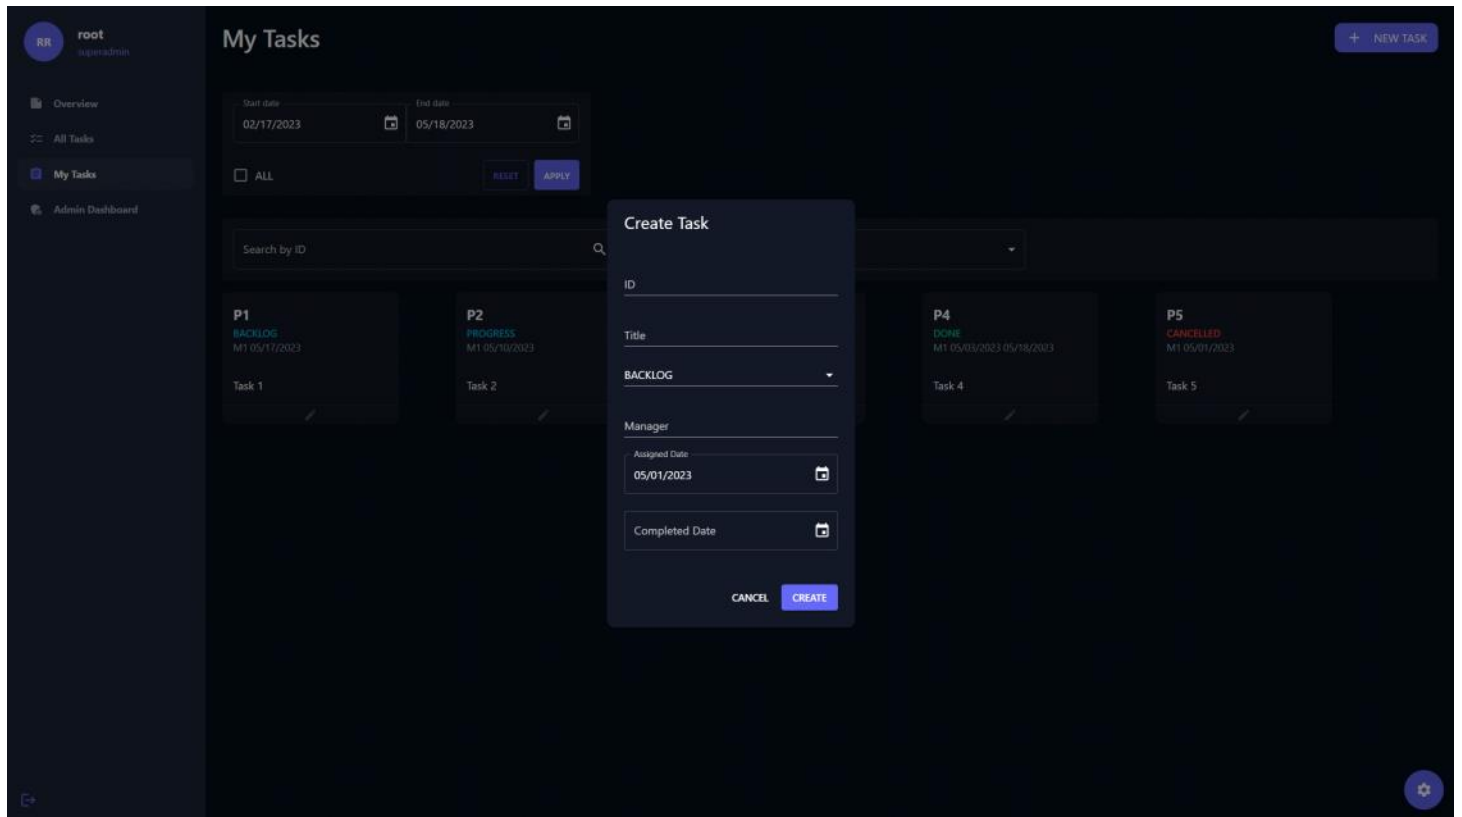 RR
root
superadmin
My Tasks
+ NEW TASK
Overview
All Tasks
My Tasks
Admin Dashboard
Start date
02/17/2023
End date
05/18/2023
ALL
RESET
APPLY
Search by ID
P1
BACKLOG
M1 05/17/2023
Task 1
P2
PROGRESS
M1 05/10/2023
Task 2
Create Task
ID
Title
BACKLOG
Manager
Assigned Date
05/01/2023
Completed Date
CANCEL
CREATE
P4
DONE
M1 05/03/2023 05/18/2023
Task 4
P5
CANCELLED
M1 05/01/2023
Task 5